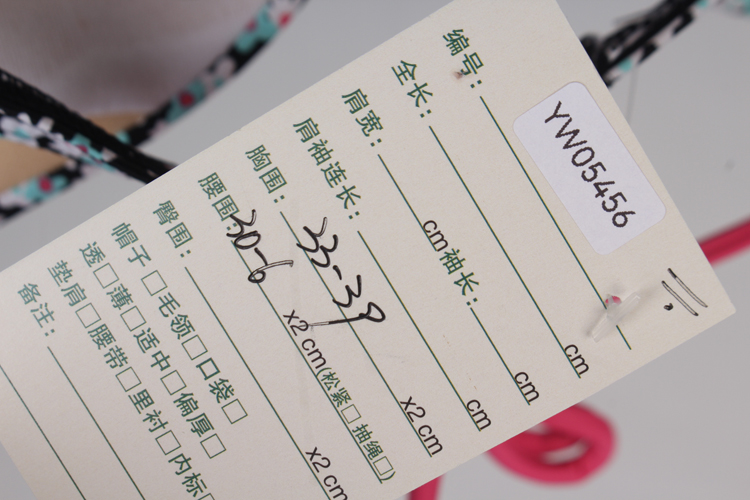 编号: YW05456
全长: cm
肩宽: cm 袖长: cm
肩袖连长: cm
胸围: 33-39 x2 cm
腰围: x2 cm(松紧□ 抽绳□)
臀围: x2 cm
帽子□毛领□口袋□
透□薄□适中□偏厚□
垫肩□腰带□里衬□内标□
备注: